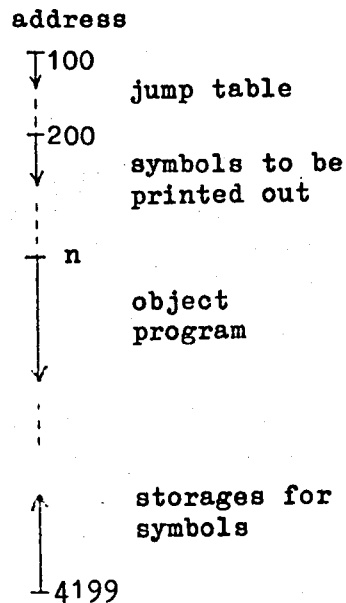 address
100
jump table
200
symbols to be
printed out
n
object
program
storages for
symbols
4199